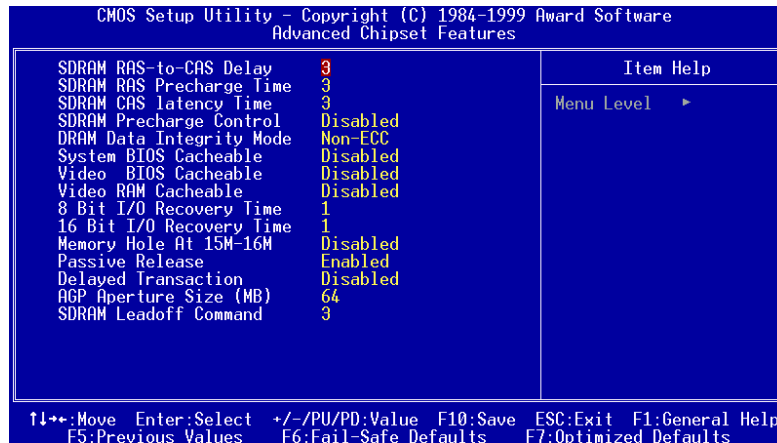 CMOS Setup Utility – Copyright (C) 1984-1999 Award Software
Advanced Chipset Features
SDRAM RAS-to-CAS Delay 3
SDRAM RAS Precharge Time 3
SDRAM CAS latency Time 3
SDRAM Precharge Control Disabled
DRAM Data Integrity Mode Non-ECC
System BIOS Cacheable Disabled
Video BIOS Cacheable Disabled
Video RAM Cacheable Disabled
8 Bit I/O Recovery Time 1
16 Bit I/O Recovery Time 1
Memory Hole At 15M-16M Disabled
Passive Release Enabled
Delayed Transaction Disabled
AGP Aperture Size (MB) 64
SDRAM Leadoff Command 3
Item Help
Menu Level ►
↑↓→←:Move Enter:Select +/-/PU/PD:Value F10:Save ESC:Exit F1:General Help
F5:Previous Values F6:Fail-Safe Defaults F7:Optimized Defaults